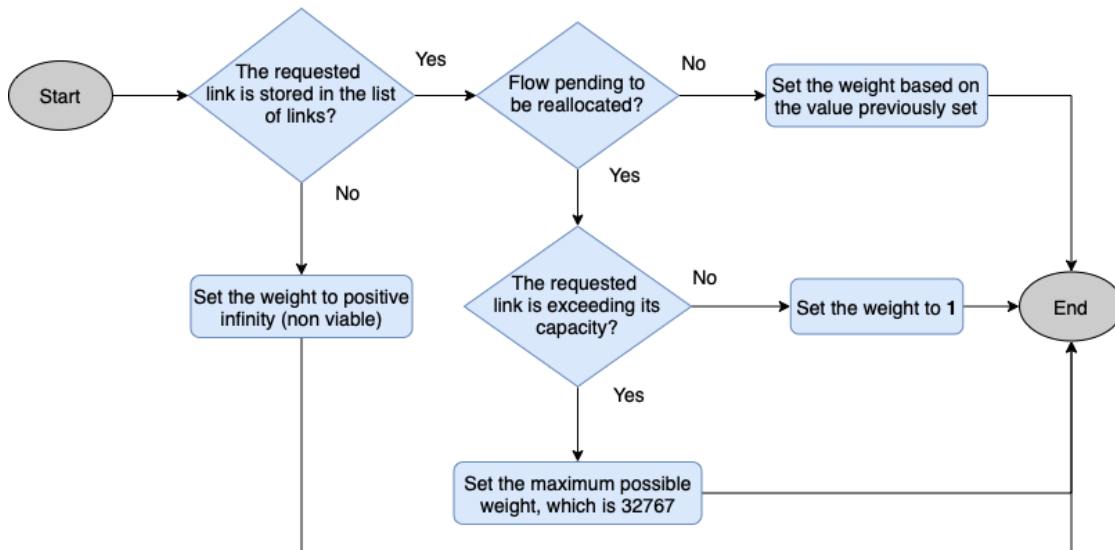 Start
The requested
link is stored in the list
of links?
Yes
No
Flow pending to
be reallocated?
No
Yes
Set the weight based on
the value previously set
Set the weight to positive
infinity (non viable)
The requested
link is exceeding its
capacity?
No
Yes
Set the weight to 1
End
Set the maximum possible
weight, which is 32767